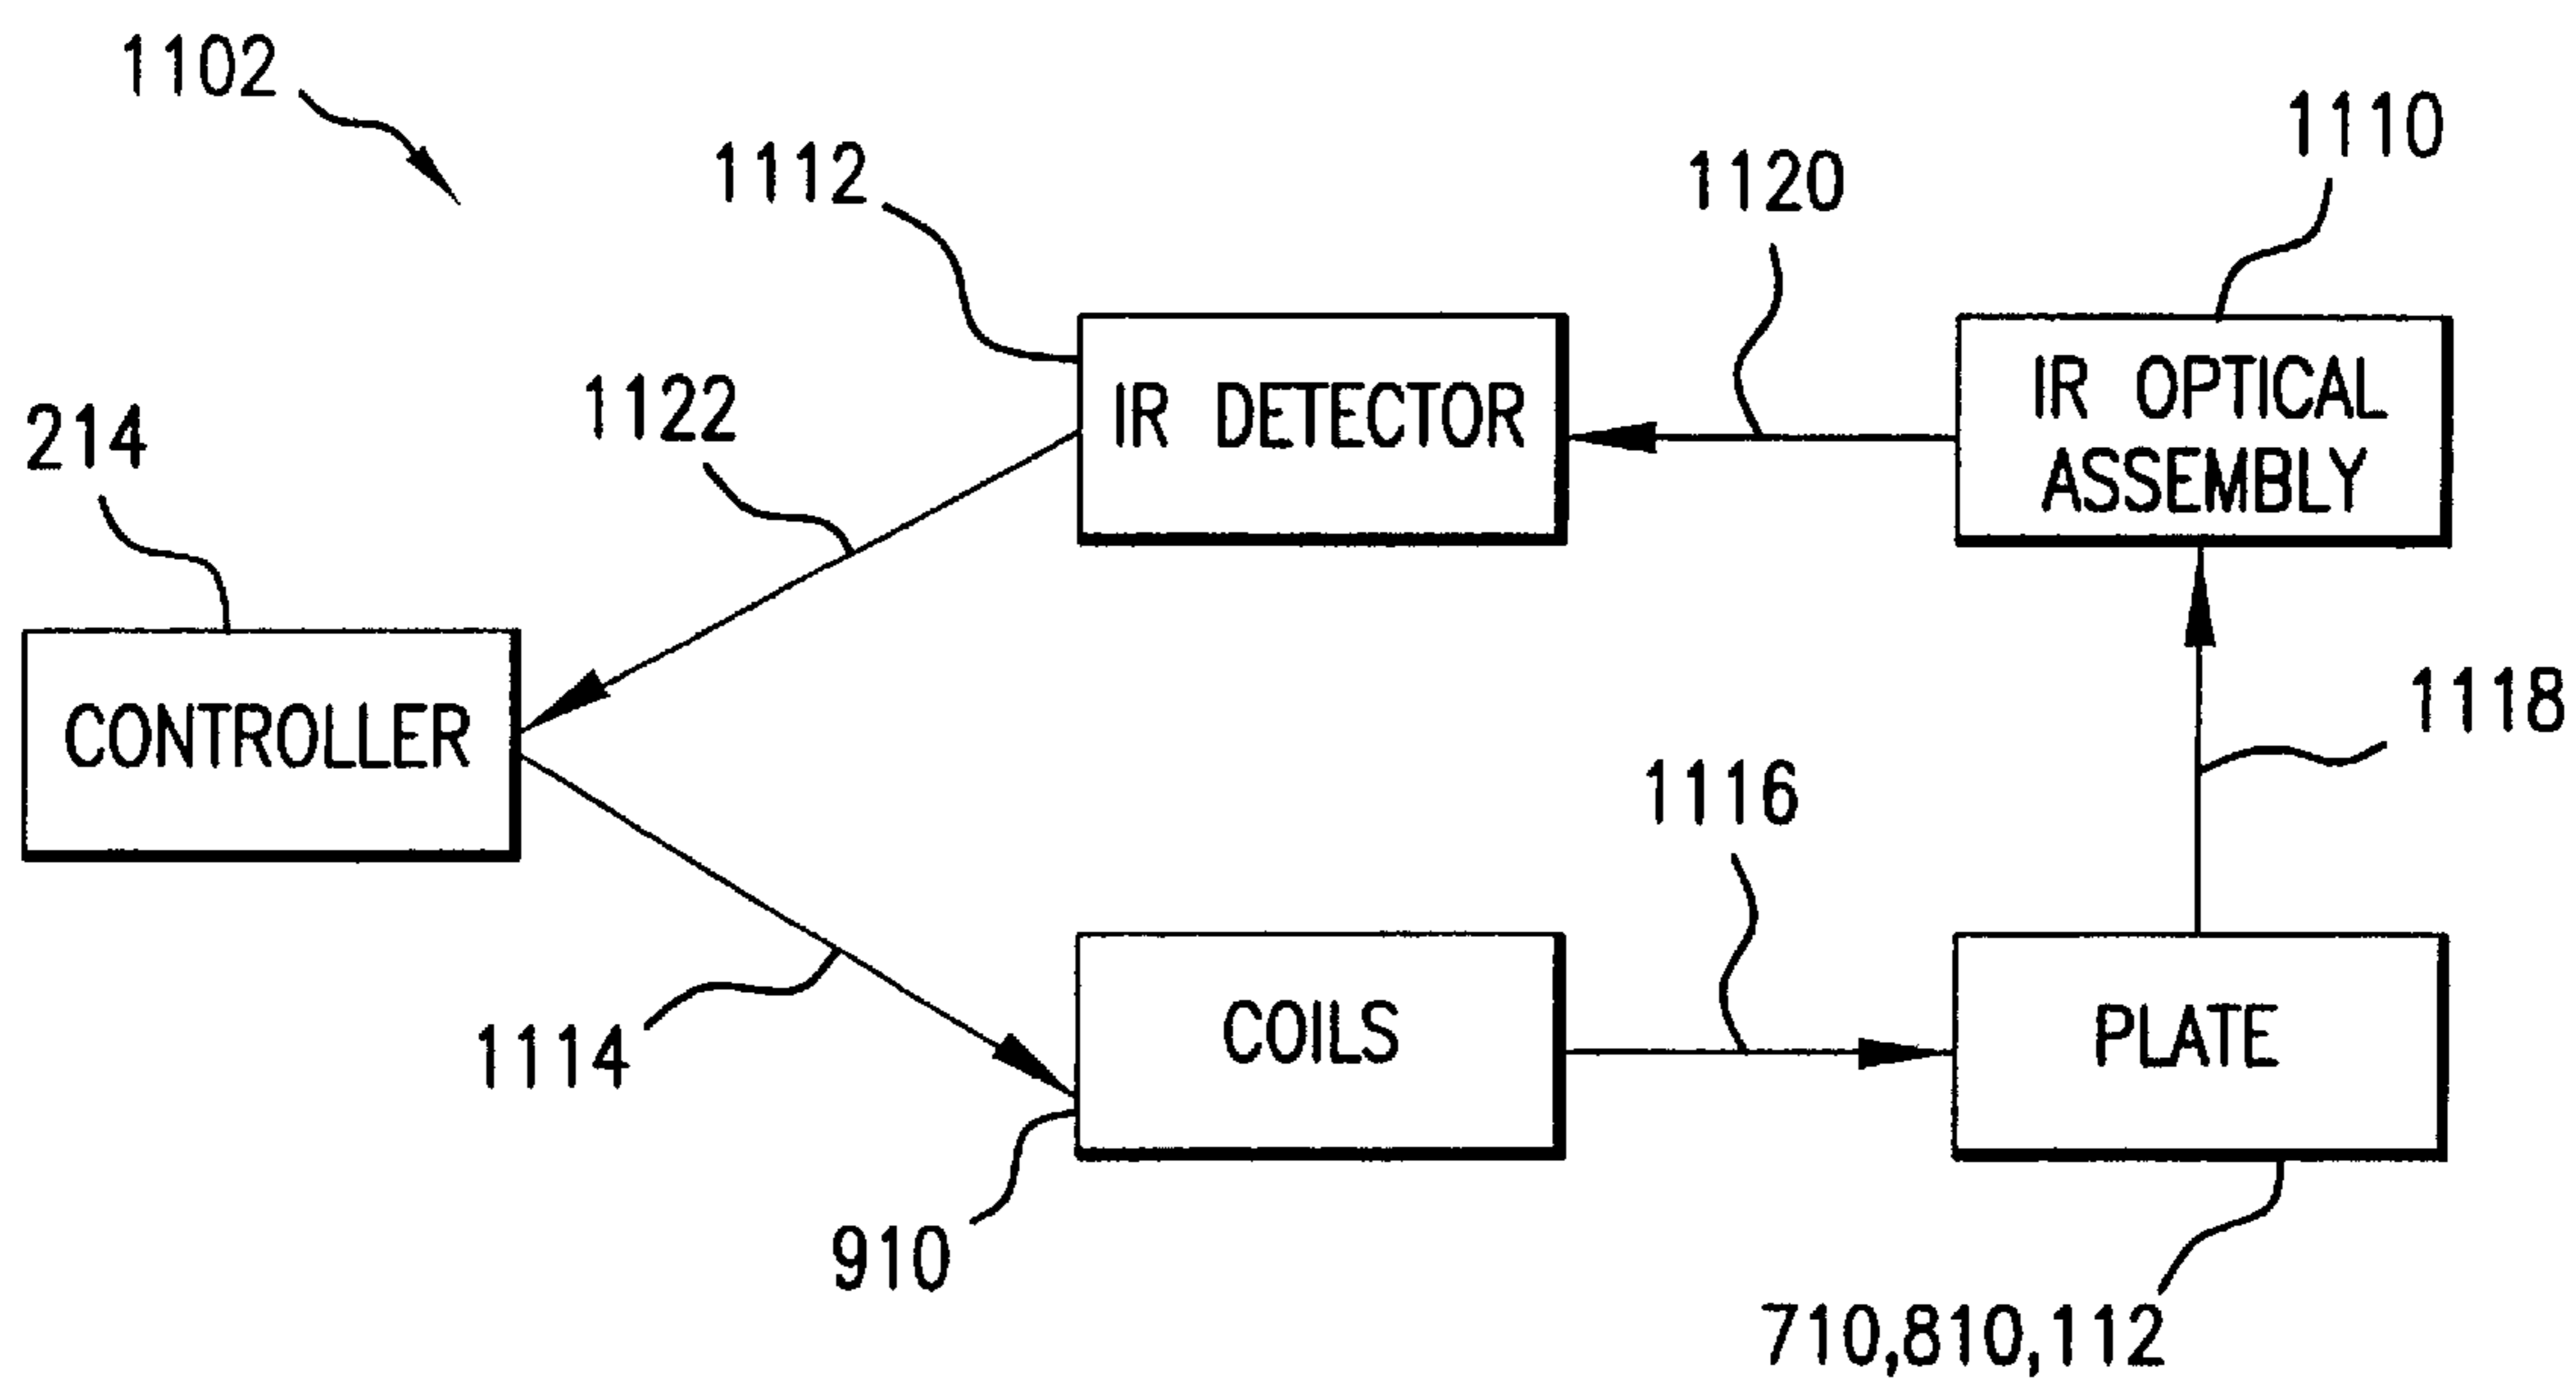 1102
1110
1112
1120
IR DETECTOR
IR OPTICAL
ASSEMBLY
1122
214
CONTROLLER
1118
1116
COILS
PLATE
1114
910
710,810,112